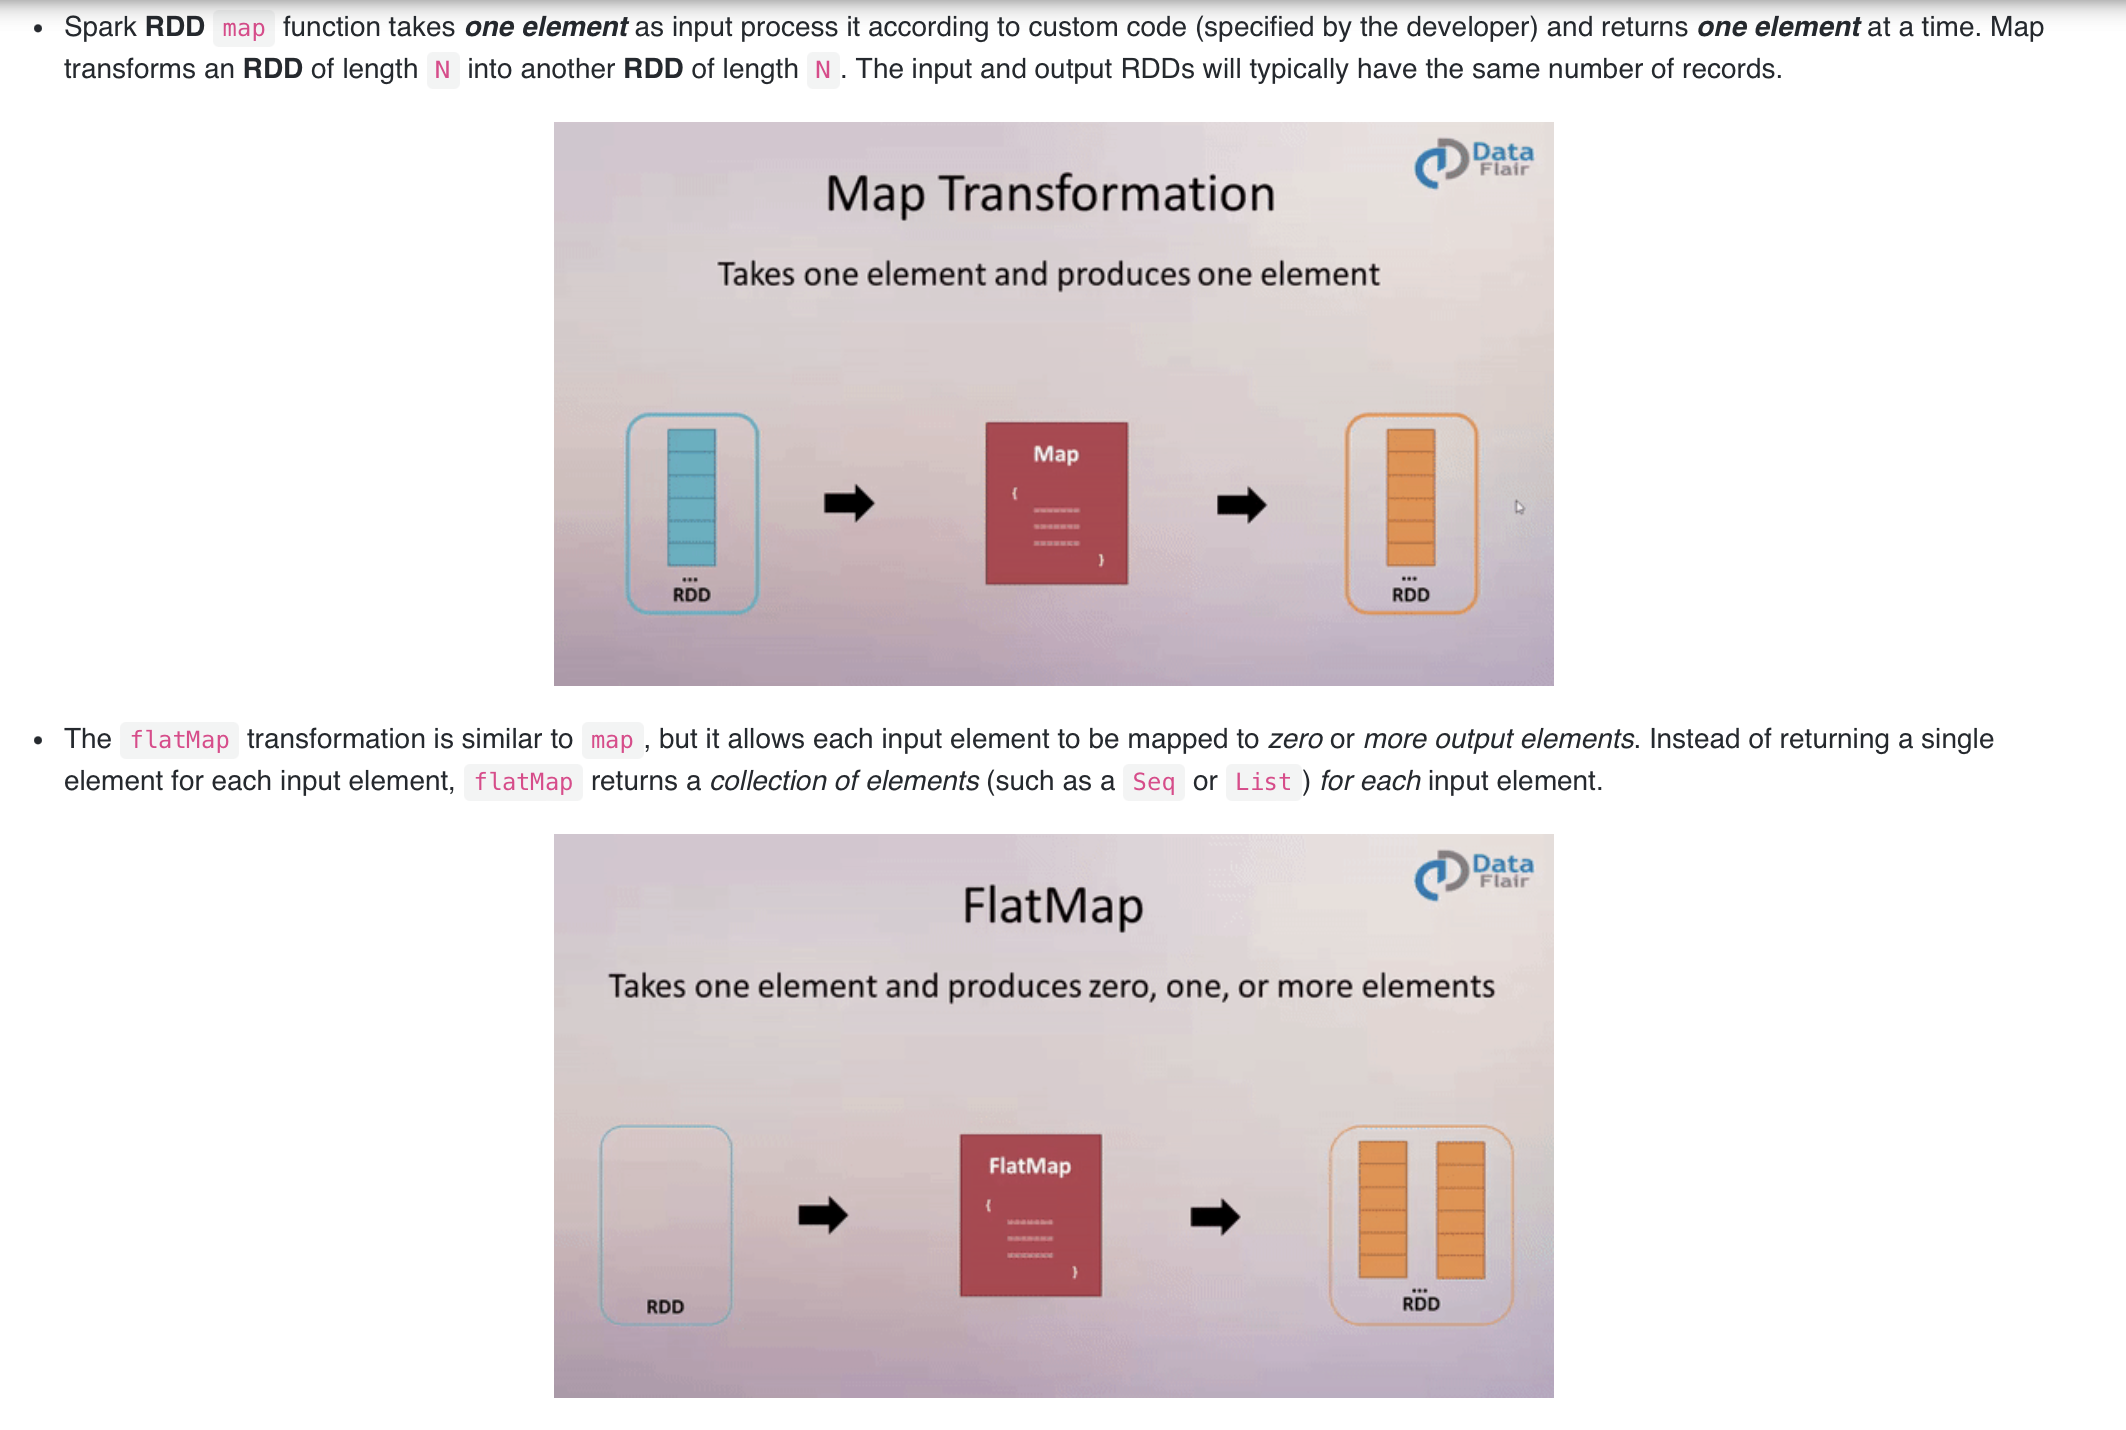 Spark RDD map function takes one element as input process it according to custom code (specified by the developer) and returns one element at a time. Map
transforms an RDD of length N into another RDD of length N . The input and output RDDs will typically have the same number of records.
Data
Flair
Map Transformation
Takes one element and produces one element
Map
{
}
...
RDD
...
RDD
The flatMap transformation is similar to map , but it allows each input element to be mapped to zero or more output elements. Instead of returning a single
element for each input element, flatMap returns a collection of elements (such as a Seq or List ) for each input element.
Data
Flair
FlatMap
Takes one element and produces zero, one, or more elements
FlatMap
{
}
RDD
...
RDD